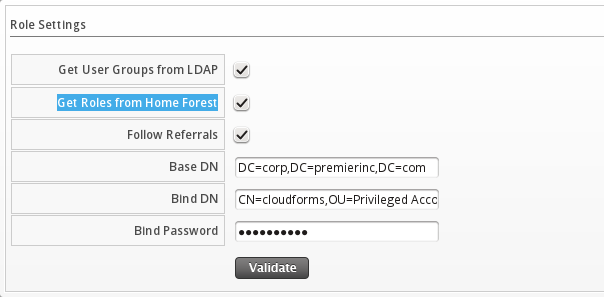 Role Settings
Get User Groups from LDAP
Get Roles from Home Forest
Follow Referrals
Base DN DC=corp,DC=premierinc,DC=com
Bind DN CN=cloudforms,OU=Privileged Acco
Bind Password ●●●●●●●●●●
Validate